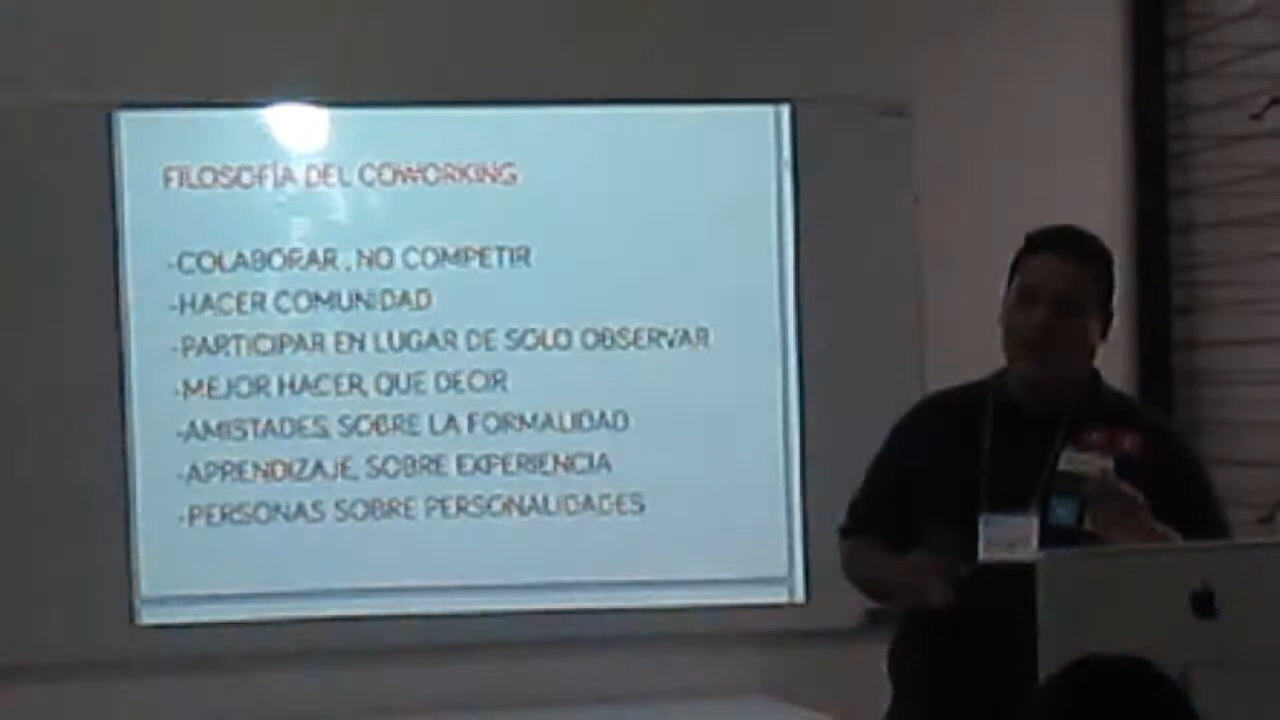 FILOSOFÍA DEL COWORKING
-COLABORAR, NO COMPETIR
-HACER COMUNIDAD
-PARTICIPAR EN LUGAR DE SOLO OBSERVAR
-MEJOR HACER QUE DECIR
-AMISTADES SOBRE LA FORMALIDAD
-APRENDIZAJE SOBRE EXPERIENCIA
-PERSONAS SOBRE PERSONALIDADES